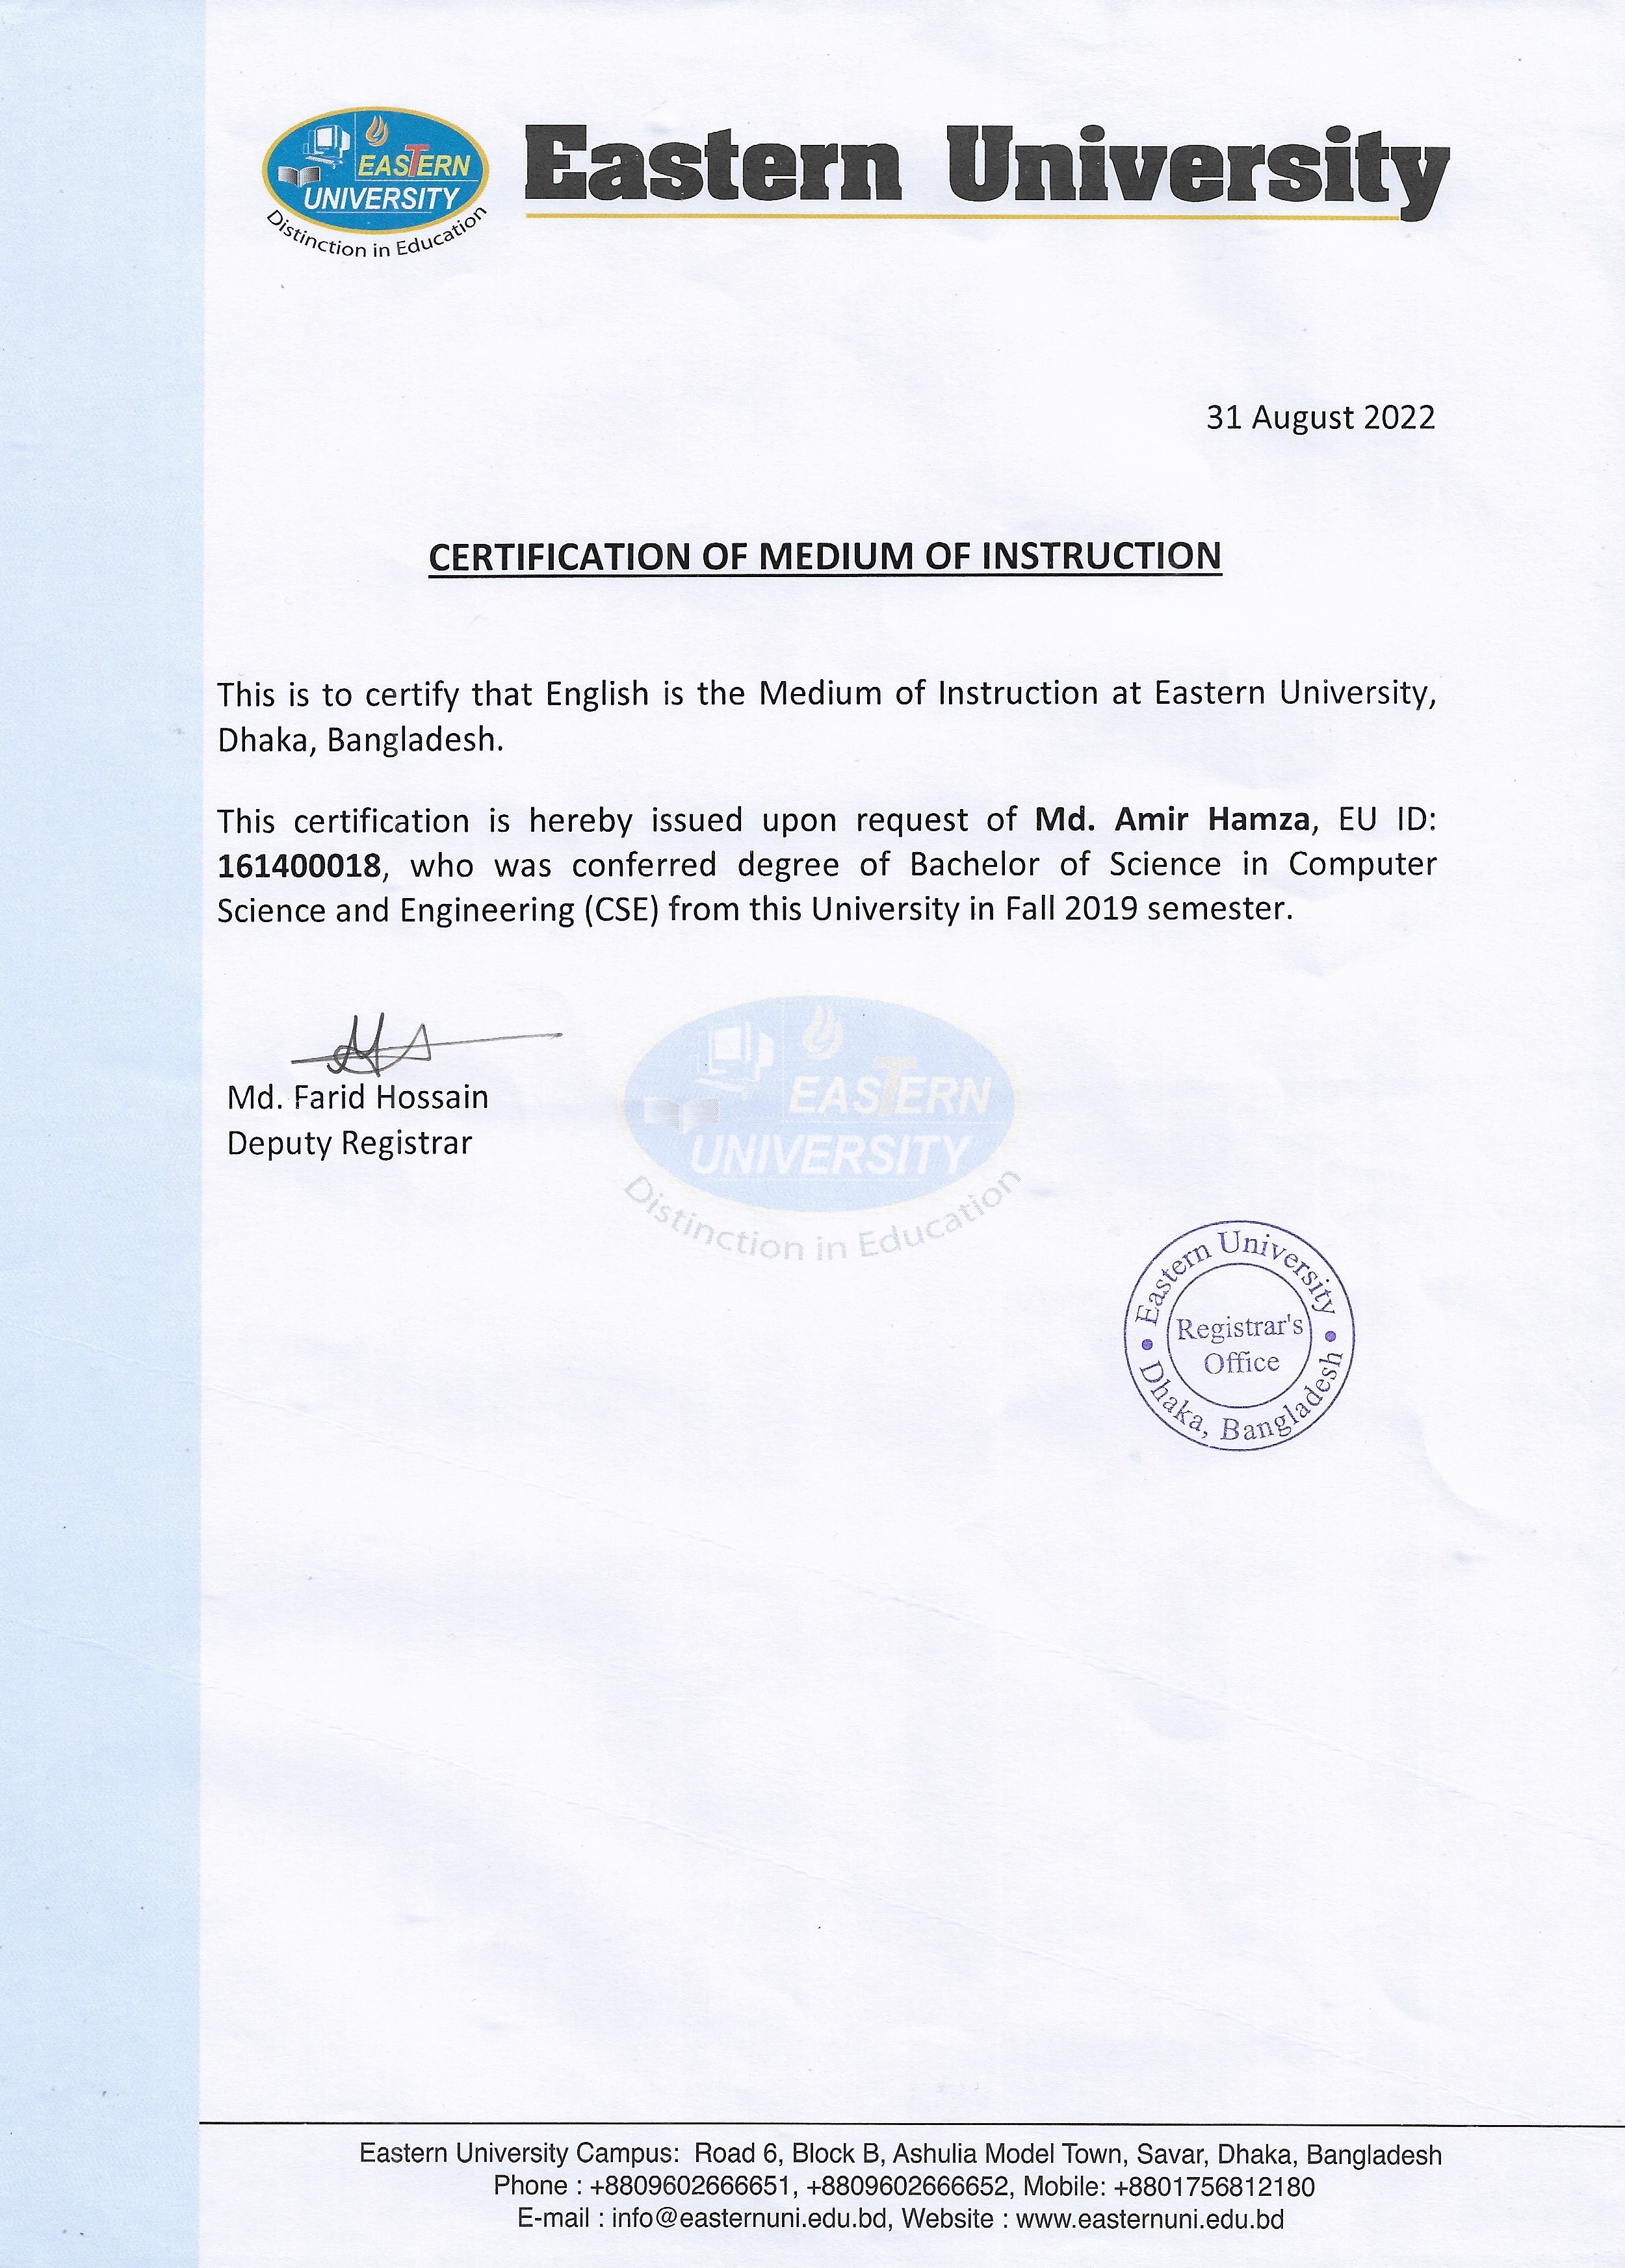 EASTERN
UNIVERSITY
Distinction in Education
Eastern University
31 August 2022
CERTIFICATION OF MEDIUM OF INSTRUCTION
This is to certify that English is the Medium of Instruction at Eastern University,
Dhaka, Bangladesh.
This certification is hereby issued upon request of Md. Amir Hamza, EU ID:
161400018, who was conferred degree of Bachelor of Science in Computer
Science and Engineering (CSE) from this University in Fall 2019 semester.
Md. Farid Hossain
Deputy Registrar
EASTERN
UNIVERSITY
Distinction in Education
Eastern University
Registrar's
Office
Dhaka, Bangladesh
Eastern University Campus: Road 6, Block B, Ashulia Model Town, Savar, Dhaka, Bangladesh
Phone : +8809602666651, +8809602666652, Mobile: +8801756812180
E-mail : info@easternuni.edu.bd, Website : www.easternuni.edu.bd